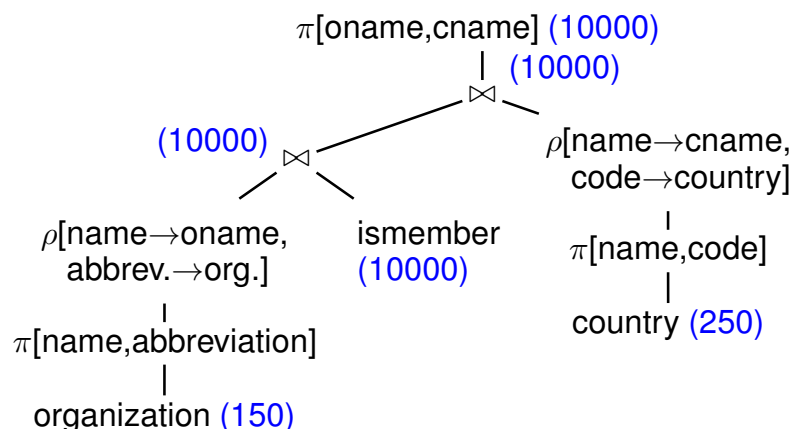 π[oname,cname] (10000)
(10000)
⋈
(10000)
⋈
ρ[name→cname,
code→country]
ρ[name→oname,
abbrev.→org.]
ismember
(10000)
π[name,code]
country (250)
π[name,abbreviation]
organization (150)